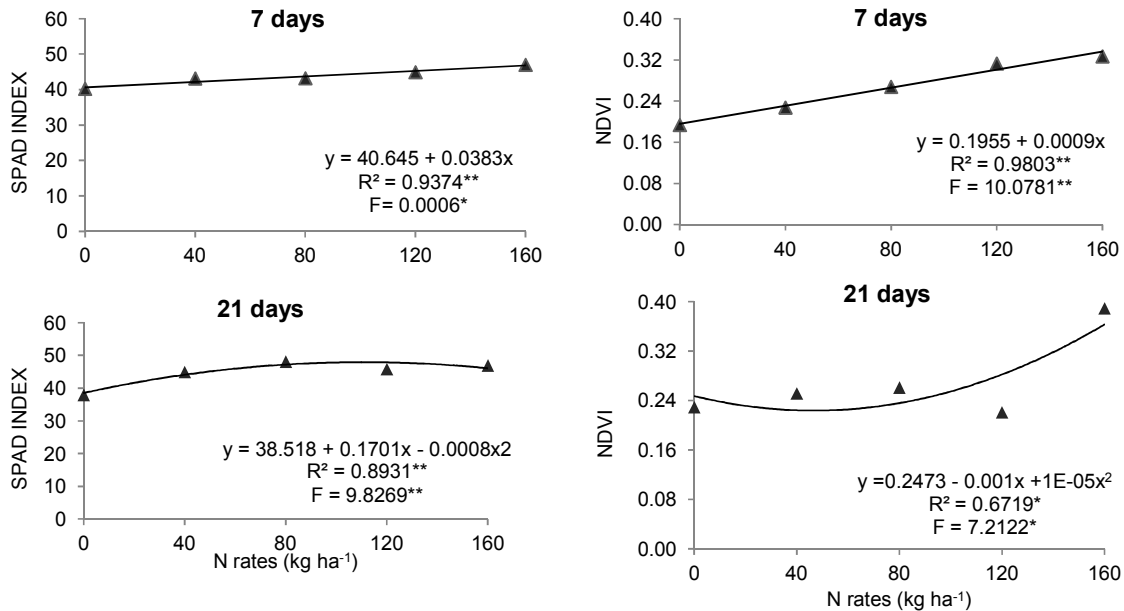 7 days
SPAD INDEX
60
50
40
30
20
10
0
y = 40.645 + 0.0383x
R² = 0.9374**
F= 0.0006*
0 40 80 120 160
7 days
NDVI
0.40
0.32
0.24
0.16
0.08
0.00
y = 0.1955 + 0.0009x
R² = 0.9803**
F = 10.0781**
0 40 80 120 160
21 days
SPAD INDEX
60
50
40
30
20
10
0
y = 38.518 + 0.1701x - 0.0008x2
R² = 0.8931**
F = 9.8269**
0 40 80 120 160
N rates (kg ha⁻¹)
21 days
NDVI
0.40
0.32
0.24
0.16
0.08
0.00
y =0.2473 - 0.001x +1E-05x²
R² = 0.6719*
F = 7.2122*
0 40 80 120 160
N rates (kg ha⁻¹)